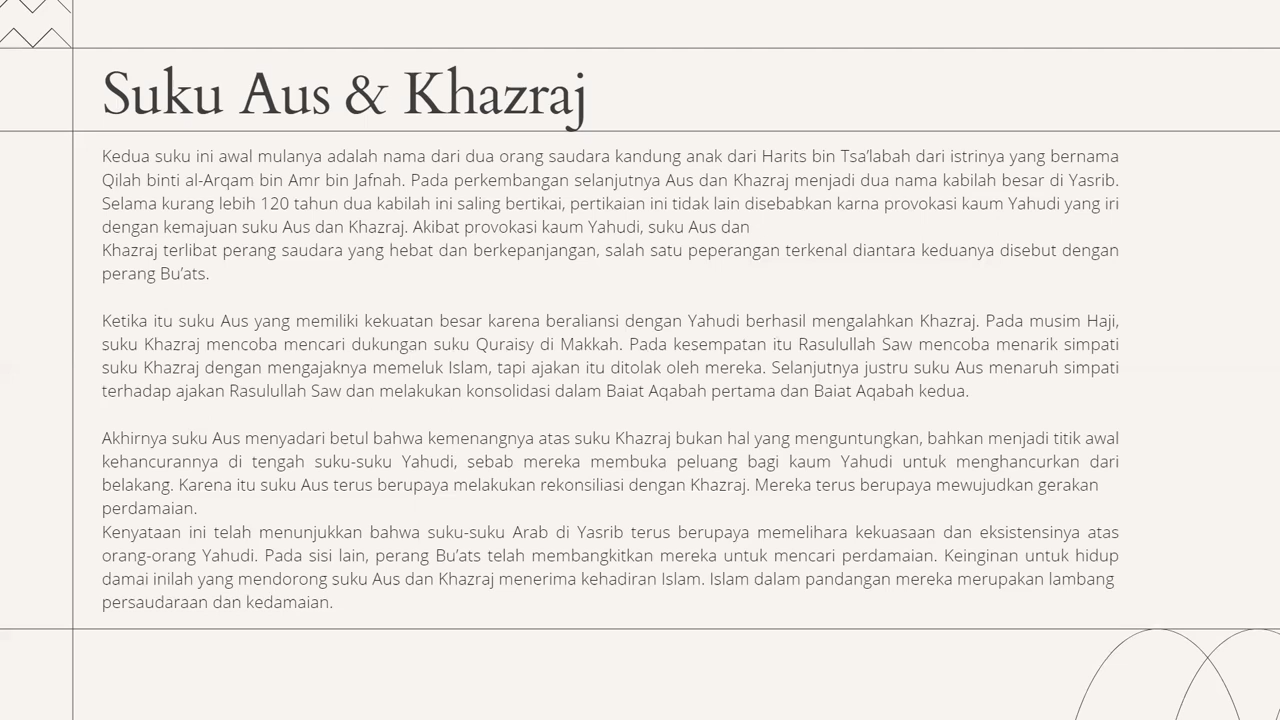 Suku Aus & Khazraj
Kedua suku ini awal mulanya adalah nama dari dua orang saudara kandung anak dari Harits bin Tsa’labah dari istrinya yang bernama
Qilah binti al-Arqam bin Amr bin Jafnah. Pada perkembangan selanjutnya Aus dan Khazraj menjadi dua nama kabilah besar di Yasrib.
Selama kurang lebih 120 tahun dua kabilah ini saling bertikai, pertikaian ini tidak lain disebabkan karna provokasi kaum Yahudi yang iri
dengan kemajuan suku Aus dan Khazraj. Akibat provokasi kaum Yahudi, suku Aus dan
Khazraj terlibat perang saudara yang hebat dan berkepanjangan, salah satu peperangan terkenal diantara keduanya disebut dengan
perang Bu’ats.
Ketika itu suku Aus yang memiliki kekuatan besar karena beraliansi dengan Yahudi berhasil mengalahkan Khazraj. Pada musim Haji,
suku Khazraj mencoba mencari dukungan suku Quraisy di Makkah. Pada kesempatan itu Rasulullah Saw mencoba menarik simpati
suku Khazraj dengan mengajaknya memeluk Islam, tapi ajakan itu ditolak oleh mereka. Selanjutnya justru suku Aus menaruh simpati
terhadap ajakan Rasulullah Saw dan melakukan konsolidasi dalam Baiat Aqabah pertama dan Baiat Aqabah kedua.
Akhirnya suku Aus menyadari betul bahwa kemenangnya atas suku Khazraj bukan hal yang menguntungkan, bahkan menjadi titik awal
kehancurannya di tengah suku-suku Yahudi, sebab mereka membuka peluang bagi kaum Yahudi untuk menghancurkan dari
belakang. Karena itu suku Aus terus berupaya melakukan rekonsiliasi dengan Khazraj. Mereka terus berupaya mewujudkan gerakan
perdamaian.
Kenyataan ini telah menunjukkan bahwa suku-suku Arab di Yasrib terus berupaya memelihara kekuasaan dan eksistensinya atas
orang-orang Yahudi. Pada sisi lain, perang Bu’ats telah membangkitkan mereka untuk mencari perdamaian. Keinginan untuk hidup
damai inilah yang mendorong suku Aus dan Khazraj menerima kehadiran Islam. Islam dalam pandangan mereka merupakan lambang
persaudaraan dan kedamaian.